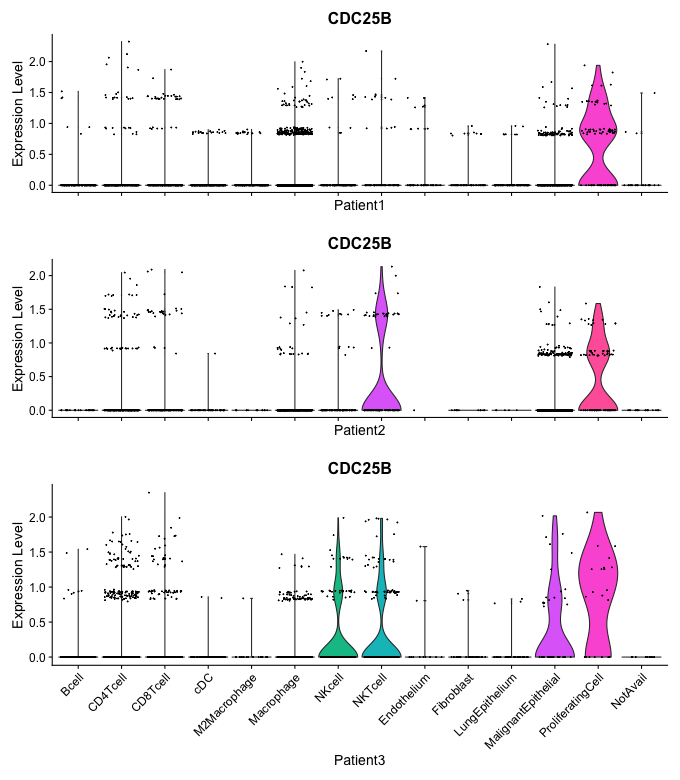 CDC25B
Expression Level
2.0
1.5
1.0
0.5
0.0
Patient1
CDC25B
Expression Level
2.0
1.5
1.0
0.5
0.0
Patient2
CDC25B
Expression Level
2.0
1.5
1.0
0.5
0.0
Bcell
CD4Tcell
CD8Tcell
cDC
M2Macrophage
Macrophage
NKcell
NKTcell
Endothelium
Fibroblast
LungEpithelium
MalignantEpithelial
ProliferatingCell
NotAvail
Patient3